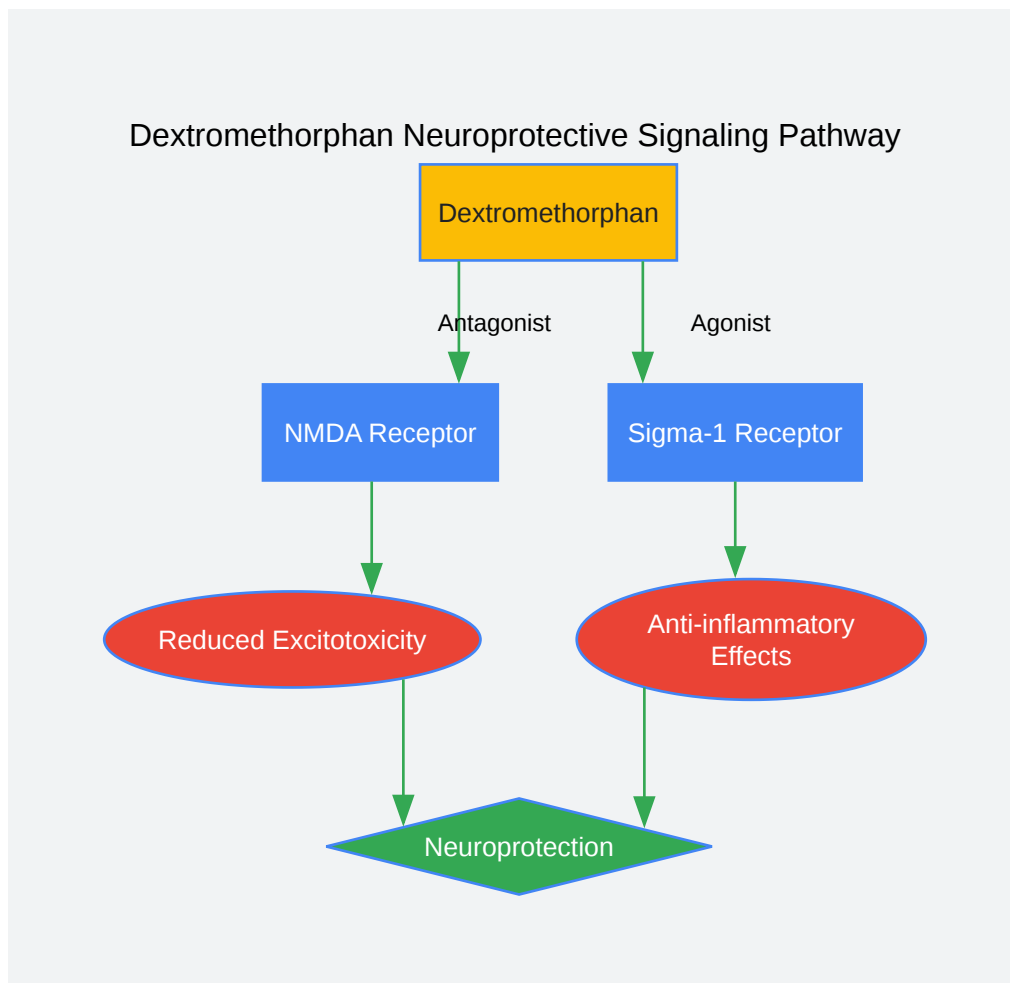 Dextromethorphan Neuroprotective Signaling Pathway
Dextromethorphan
Antagonist
Agonist
NMDA Receptor
Sigma-1 Receptor
Reduced Excitotoxicity
Anti-inflammatory
Effects
Neuroprotection